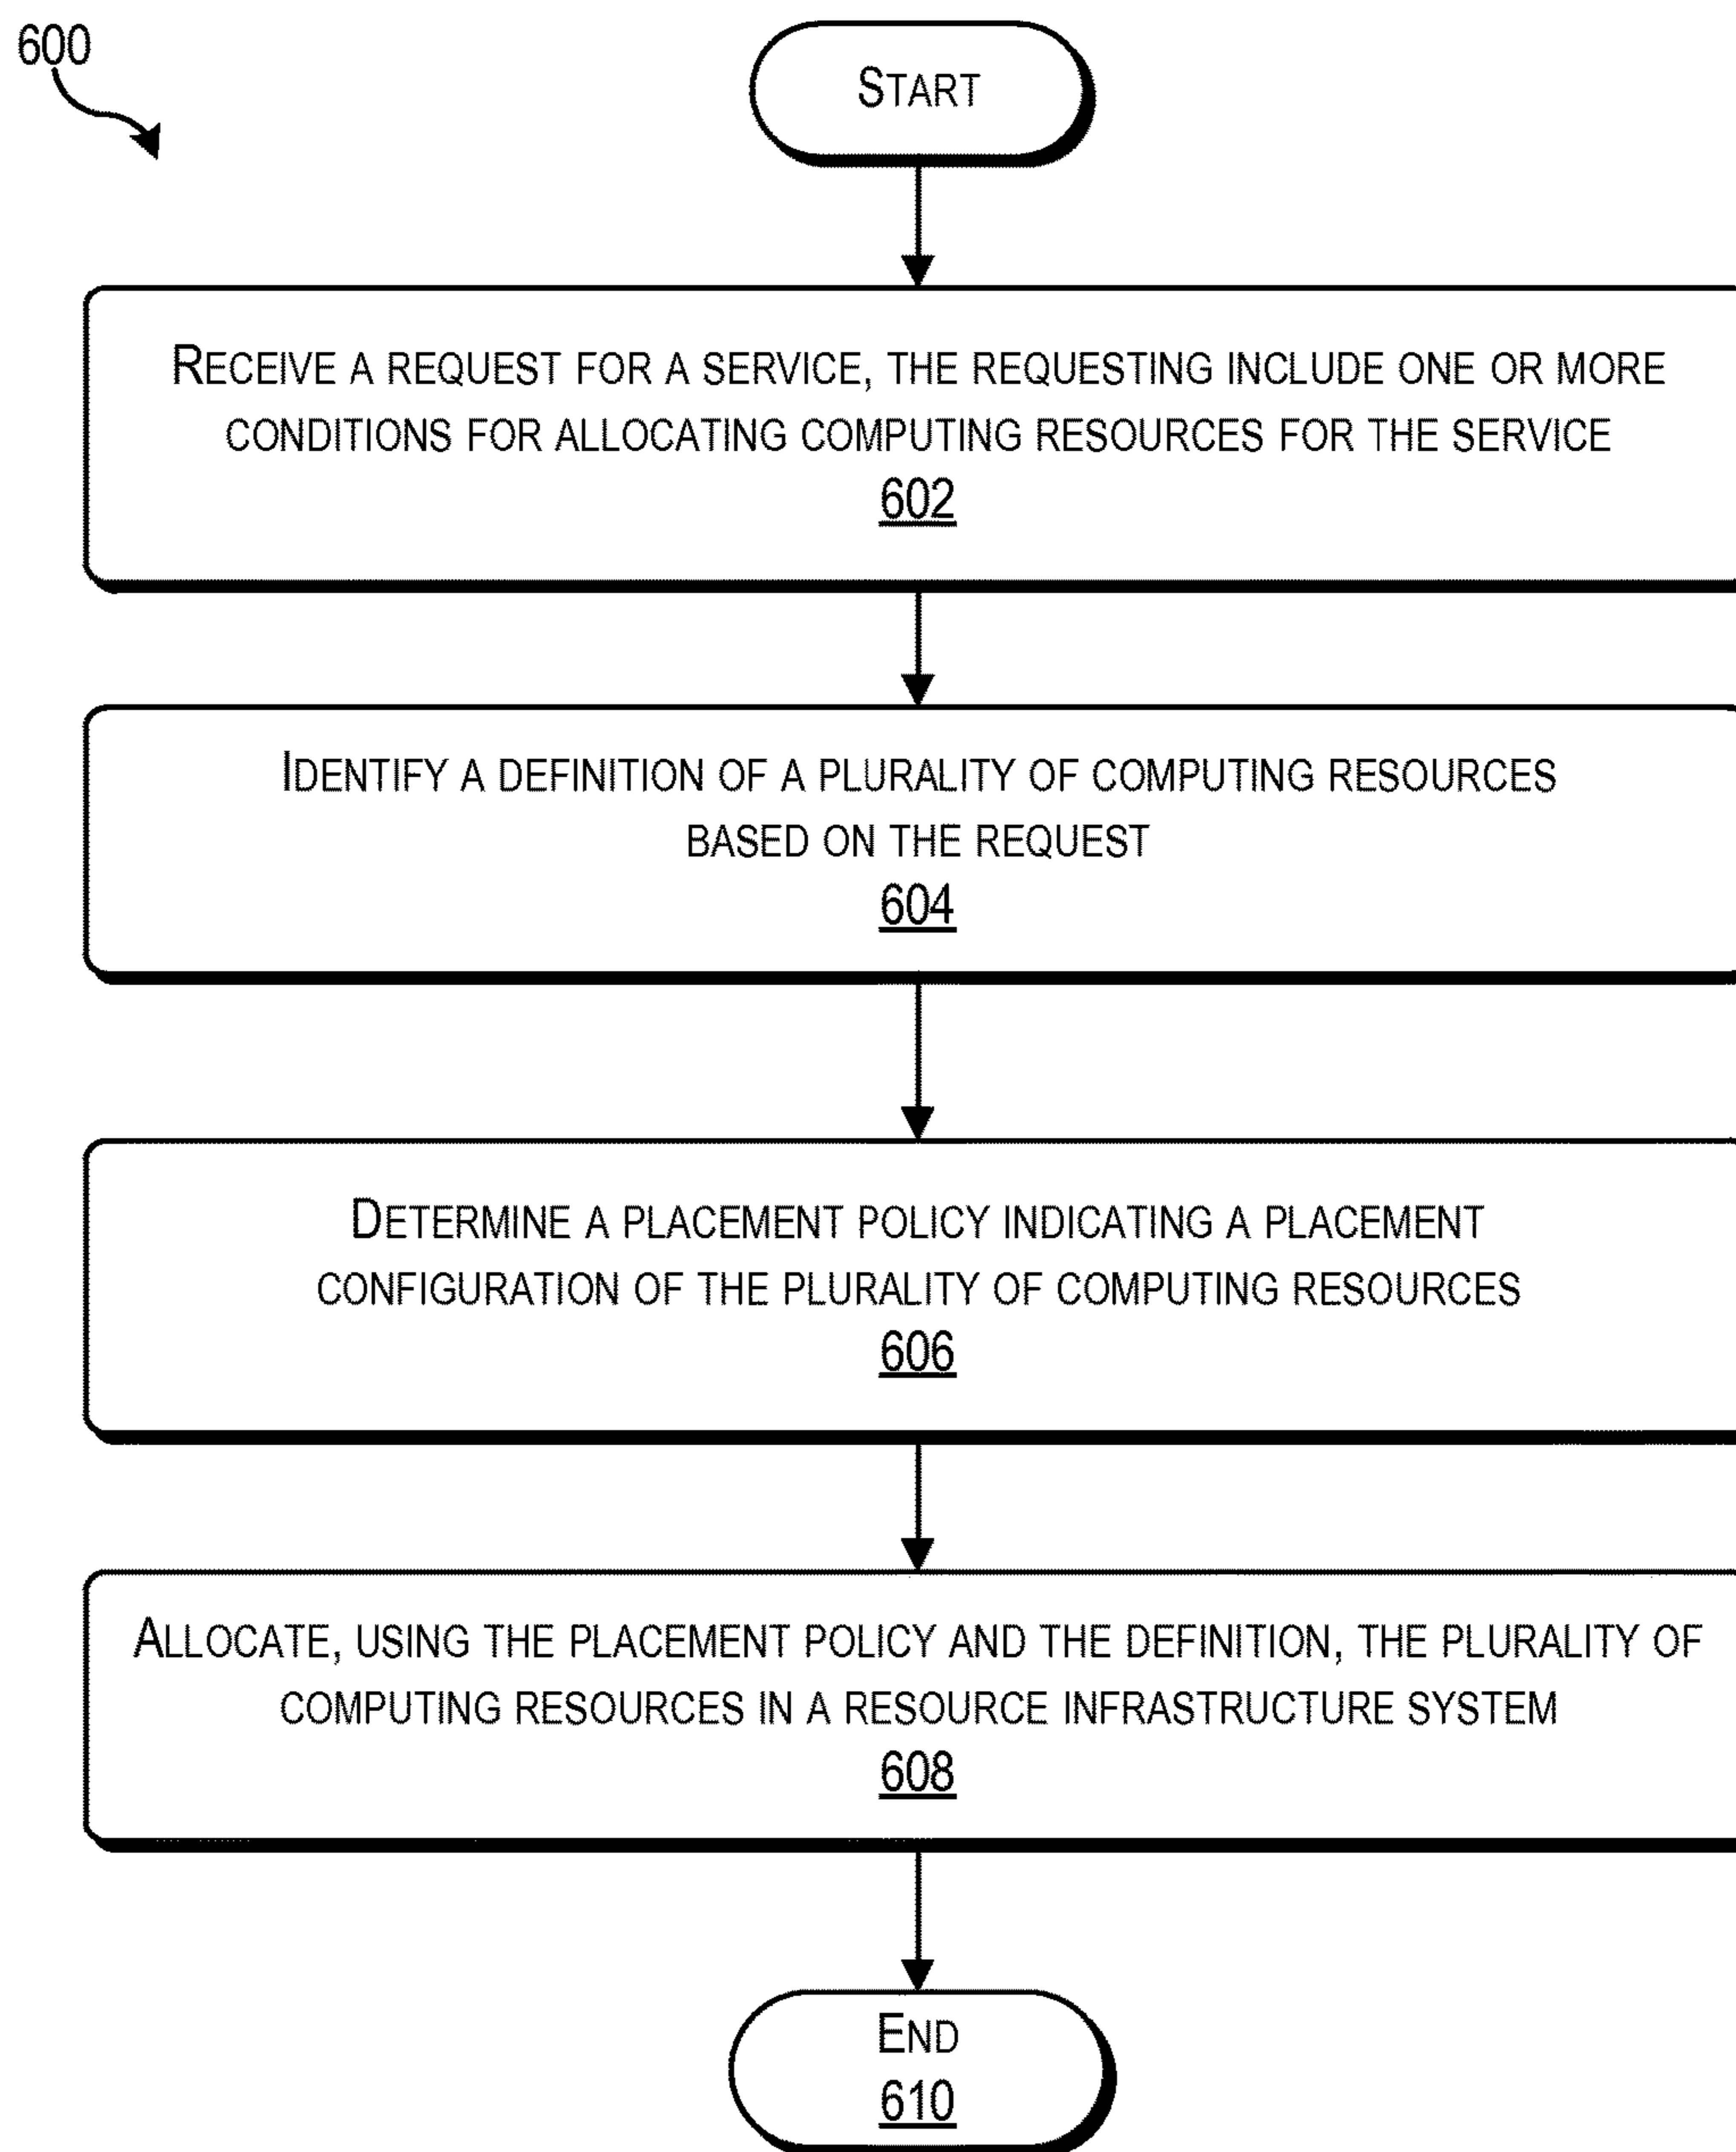 600
START
RECEIVE A REQUEST FOR A SERVICE, THE REQUESTING INCLUDE ONE OR MORE
CONDITIONS FOR ALLOCATING COMPUTING RESOURCES FOR THE SERVICE
602
IDENTIFY A DEFINITION OF A PLURALITY OF COMPUTING RESOURCES
BASED ON THE REQUEST
604
DETERMINE A PLACEMENT POLICY INDICATING A PLACEMENT
CONFIGURATION OF THE PLURALITY OF COMPUTING RESOURCES
606
ALLOCATE, USING THE PLACEMENT POLICY AND THE DEFINITION, THE PLURALITY OF
COMPUTING RESOURCES IN A RESOURCE INFRASTRUCTURE SYSTEM
608
END
610